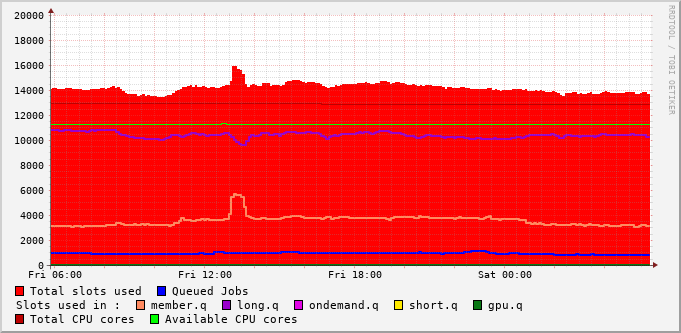 20000
18000
16000
14000
12000
10000
8000
6000
4000
2000
0
Fri 06:00 Fri 12:00 Fri 18:00 Sat 00:00
RRDTOOL / TOBI OETIKER
Total slots used Queued Jobs
Slots used in : member.q long.q ondemand.q short.q gpu.q
Total CPU cores Available CPU cores